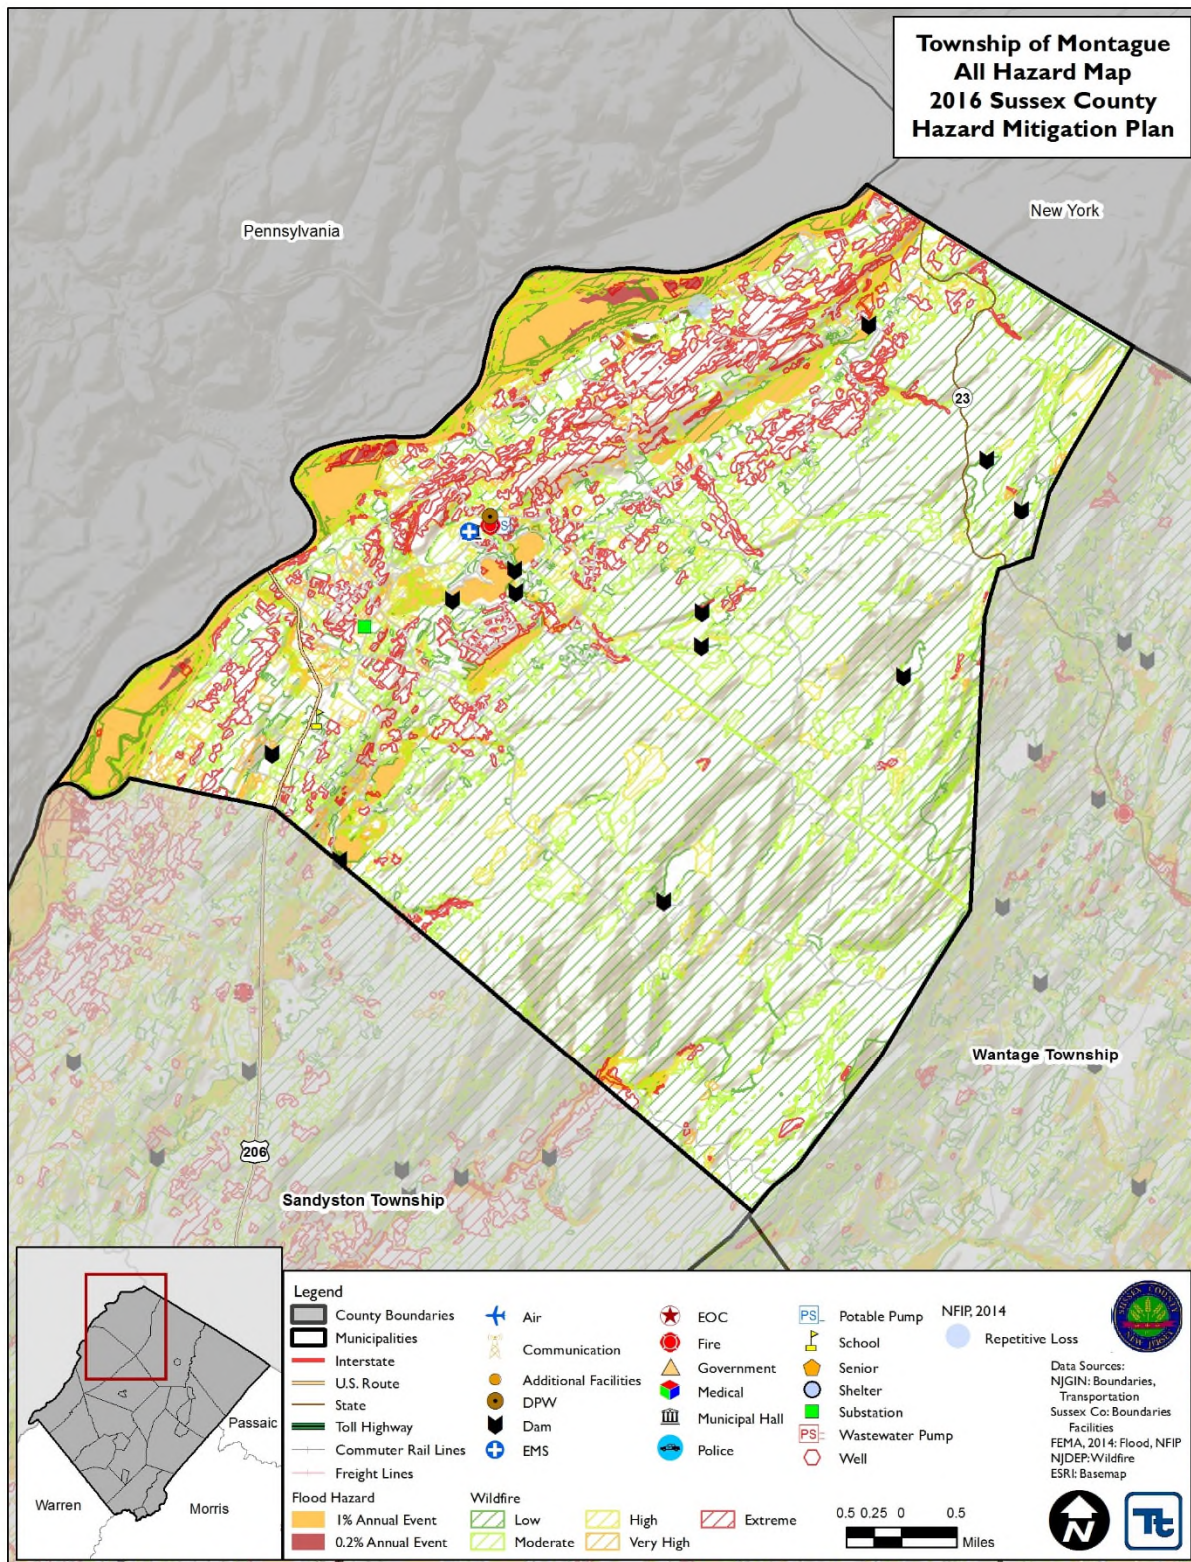 Township of Montague
All Hazard Map
2016 Sussex County
Hazard Mitigation Plan
Pennsylvania
New York
23
Wantage Township
206
Sandyston Township
Passaic
Warren
Morris
Legend
County Boundaries
Municipalities
Interstate
U.S. Route
State
Toll Highway
Commuter Rail Lines
Freight Lines
Air
Communication
Additional Facilities
DPW
Dam
EMS
EOC
Fire
Government
Medical
Municipal Hall
Police
PS
Potable Pump
School
Senior
Shelter
Substation
PS
Wastewater Pump
Well
NFIP, 2014
Repetitive Loss
SUSSEX COUNTY
NEW JERSEY
Data Sources:
NJGIN: Boundaries,
Transportation
Sussex Co: Boundaries
Facilities
FEMA, 2014: Flood, NFIP
NJDEP: Wildfire
ESRI: Basemap
Flood Hazard
1% Annual Event
0.2% Annual Event
Wildfire
Low
Moderate
High
Very High
Extreme
0.5 0.25 0 0.5
Miles
N
Tt